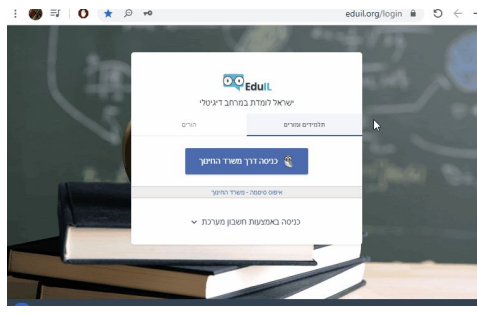 eduil.org/login
EduIL
ישראל לומדת במרחב דיגיטלי
תלמידים ומורים
הורים
כניסה דרך משרד החינוך
איפוס סיסמה - משרד החינוך
כניסה באמצעות חשבון מערכת